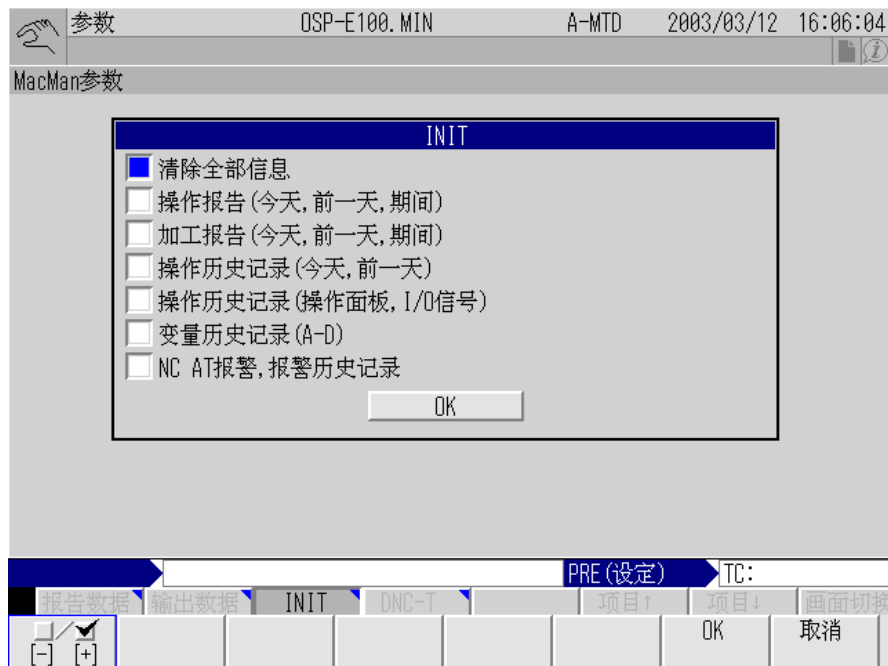 参数 OSP-E100.MIN A-MTD 2003/03/12 16:06:04
MacMan参数
INIT
清除全部信息
操作报告(今天,前一天,期间)
加工报告(今天,前一天,期间)
操作历史记录(今天,前一天)
操作历史记录(操作面板,I/O信号)
变量历史记录(A-D)
NC AT报警,报警历史记录
OK
PRE(设定) TC:
报告数据 输出数据 INIT DNC-T 项目↑ 项目↓ 画面切换
[-] / [+] OK 取消